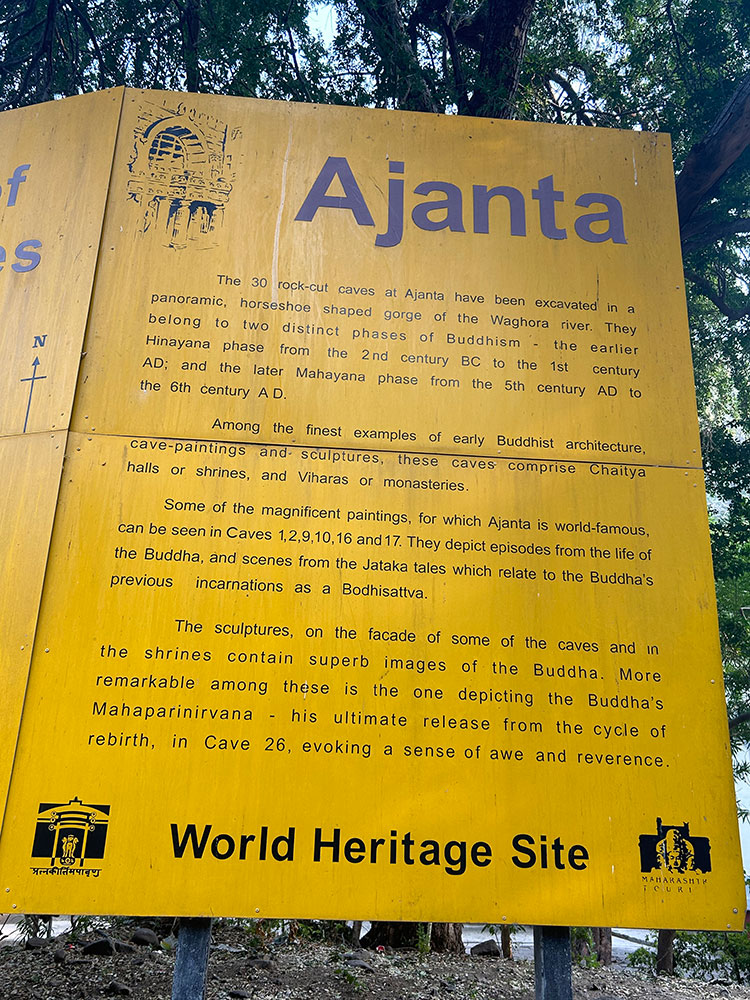 of
es
N
Ajanta
The 30 rock-cut caves at Ajanta have been excavated in a
panoramic, horseshoe shaped gorge of the Waghora river. They
belong to two distinct phases of Buddhism - the earlier
Hinayana phase from the 2nd century BC to the 1st century
AD; and the later Mahayana phase from the 5th century AD to
the 6th century A D.
Among the finest examples of early Buddhist architecture,
cave-paintings and sculptures, these caves comprise Chaitya
halls or shrines, and Viharas or monasteries.
Some of the magnificent paintings, for which Ajanta is world-famous,
can be seen in Caves 1,2,9,10,16 and 17. They depict episodes from the life of
the Buddha, and scenes from the Jataka tales which relate to the Buddha's
previous incarnations as a Bodhisattva.
The sculptures, on the facade of some of the caves and in
the shrines contain superb images of the Buddha. More
remarkable among these is the one depicting the Buddha's
Mahaparinirvana - his ultimate release from the cycle of
rebirth, in Cave 26, evoking a sense of awe and reverence.
World Heritage Site
MAHARASHTR
TOURI